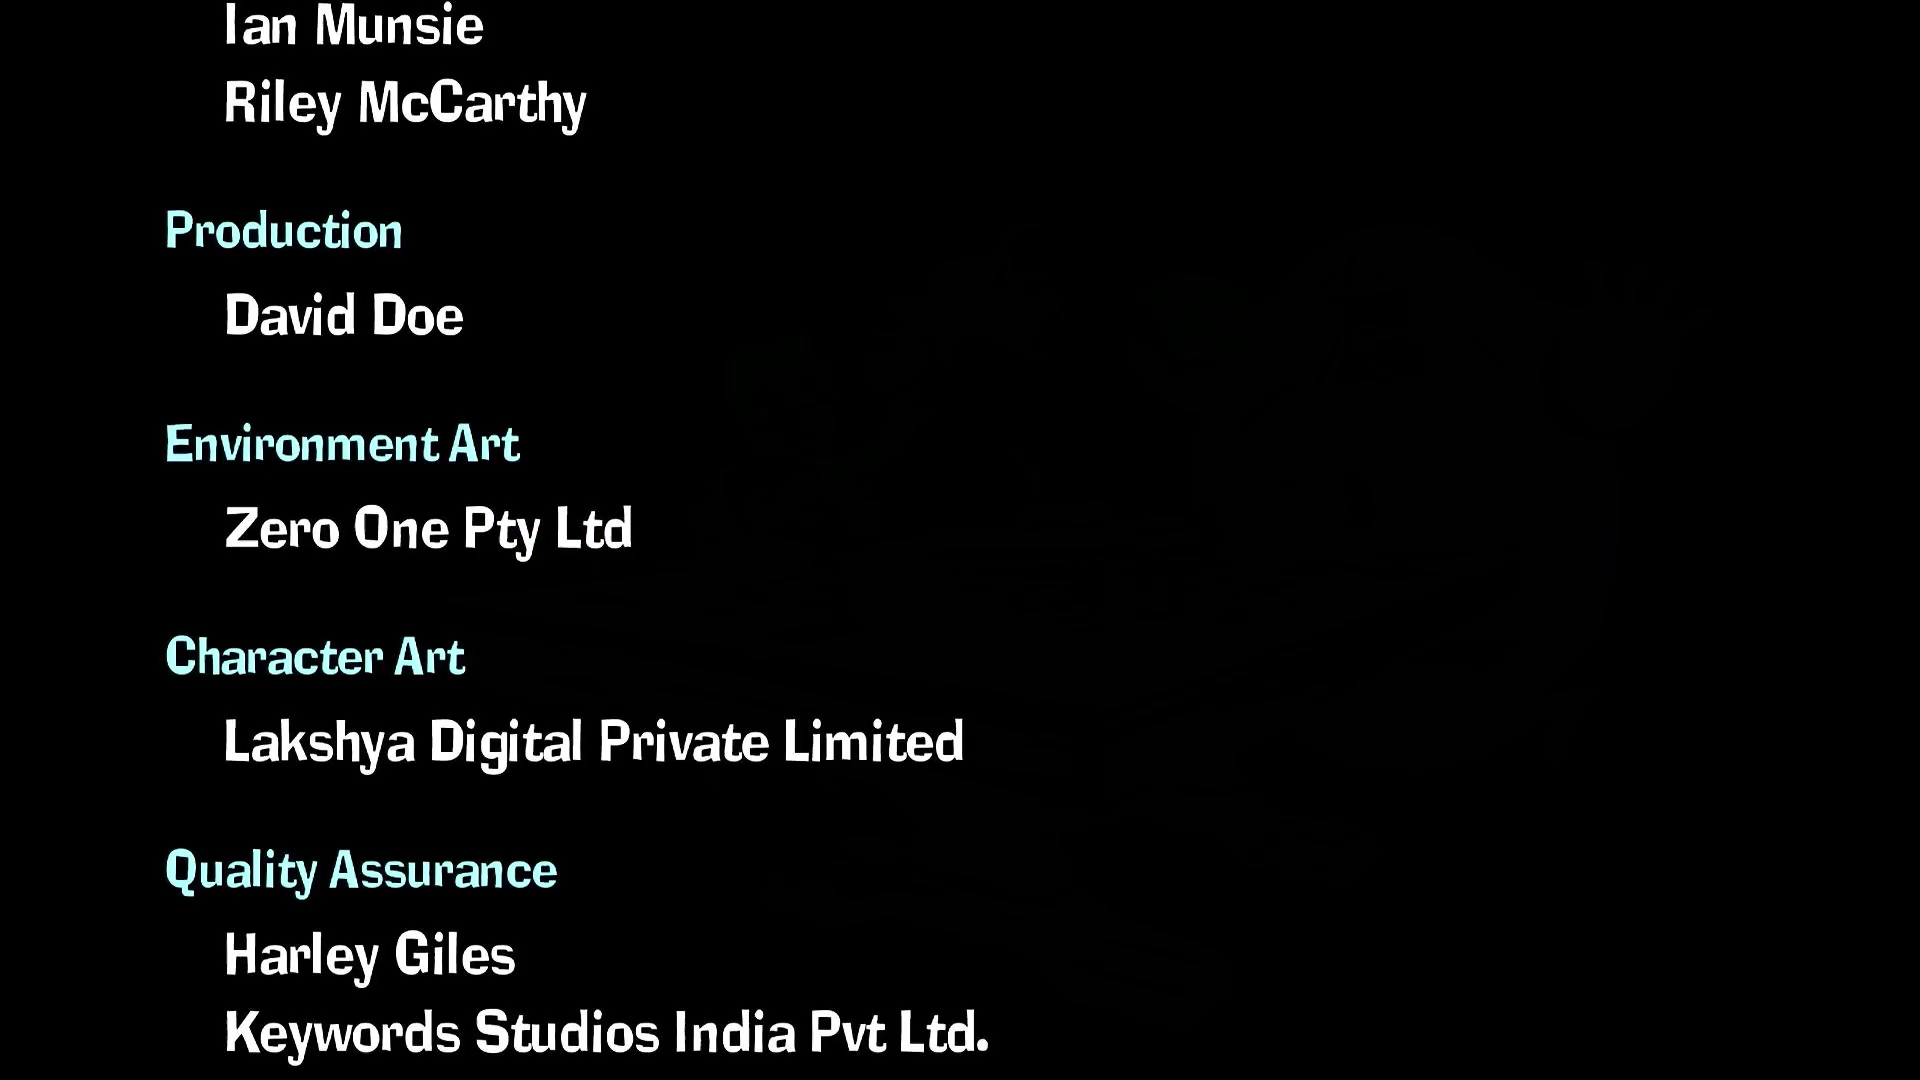 Ian Munsie
Riley McCarthy
Production
David Doe
Environment Art
Zero One Pty Ltd
Character Art
Lakshya Digital Private Limited
Quality Assurance
Harley Giles
Keywords Studios India Pvt Ltd.